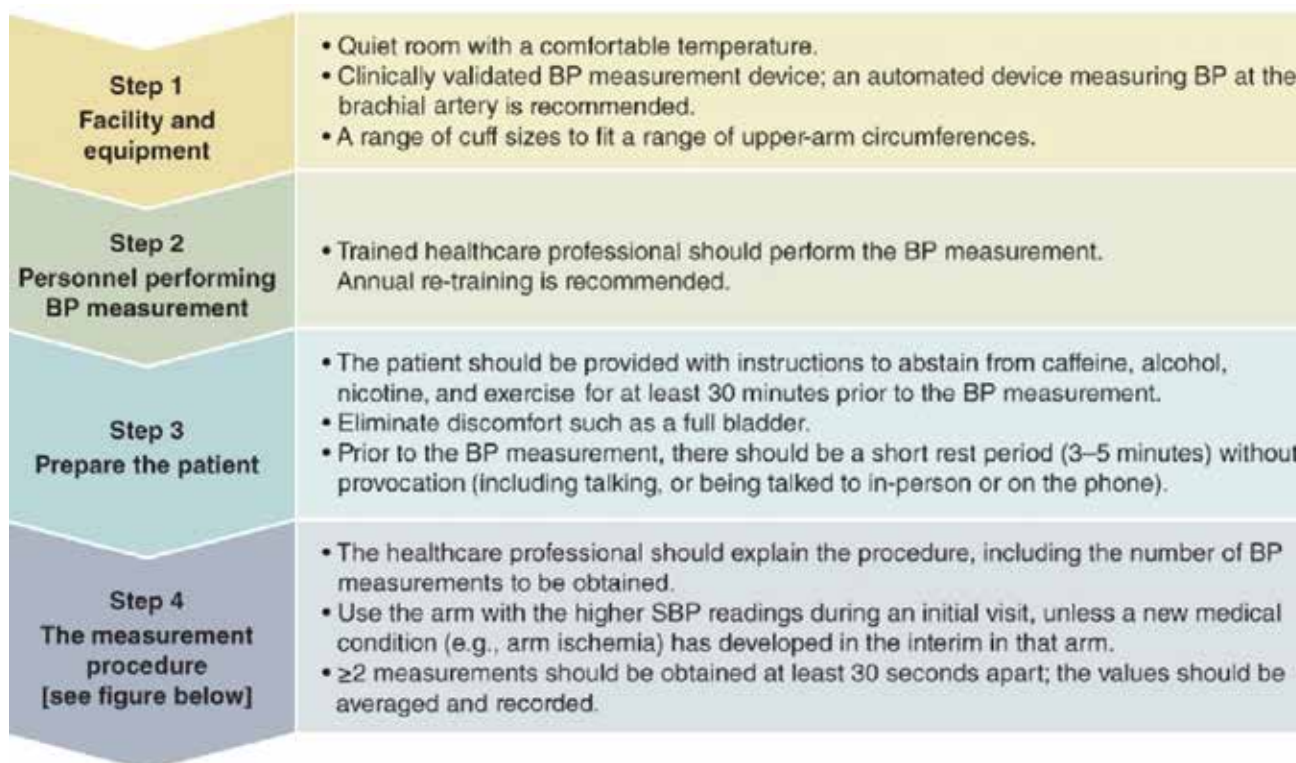 Step 1
Facility and
equipment
• Quiet room with a comfortable temperature.
• Clinically validated BP measurement device; an automated device measuring BP at the
brachial artery is recommended.
• A range of cuff sizes to fit a range of upper-arm circumferences.
Step 2
Personnel performing
BP measurement
• Trained healthcare professional should perform the BP measurement.
Annual re-training is recommended.
Step 3
Prepare the patient
• The patient should be provided with instructions to abstain from caffeine, alcohol,
nicotine, and exercise for at least 30 minutes prior to the BP measurement.
• Eliminate discomfort such as a full bladder.
• Prior to the BP measurement, there should be a short rest period (3–5 minutes) without
provocation (including talking, or being talked to in-person or on the phone).
Step 4
The measurement
procedure
[see figure below]
• The healthcare professional should explain the procedure, including the number of BP
measurements to be obtained.
• Use the arm with the higher SBP readings during an initial visit, unless a new medical
condition (e.g., arm ischemia) has developed in the interim in that arm.
• ≥2 measurements should be obtained at least 30 seconds apart; the values should be
averaged and recorded.